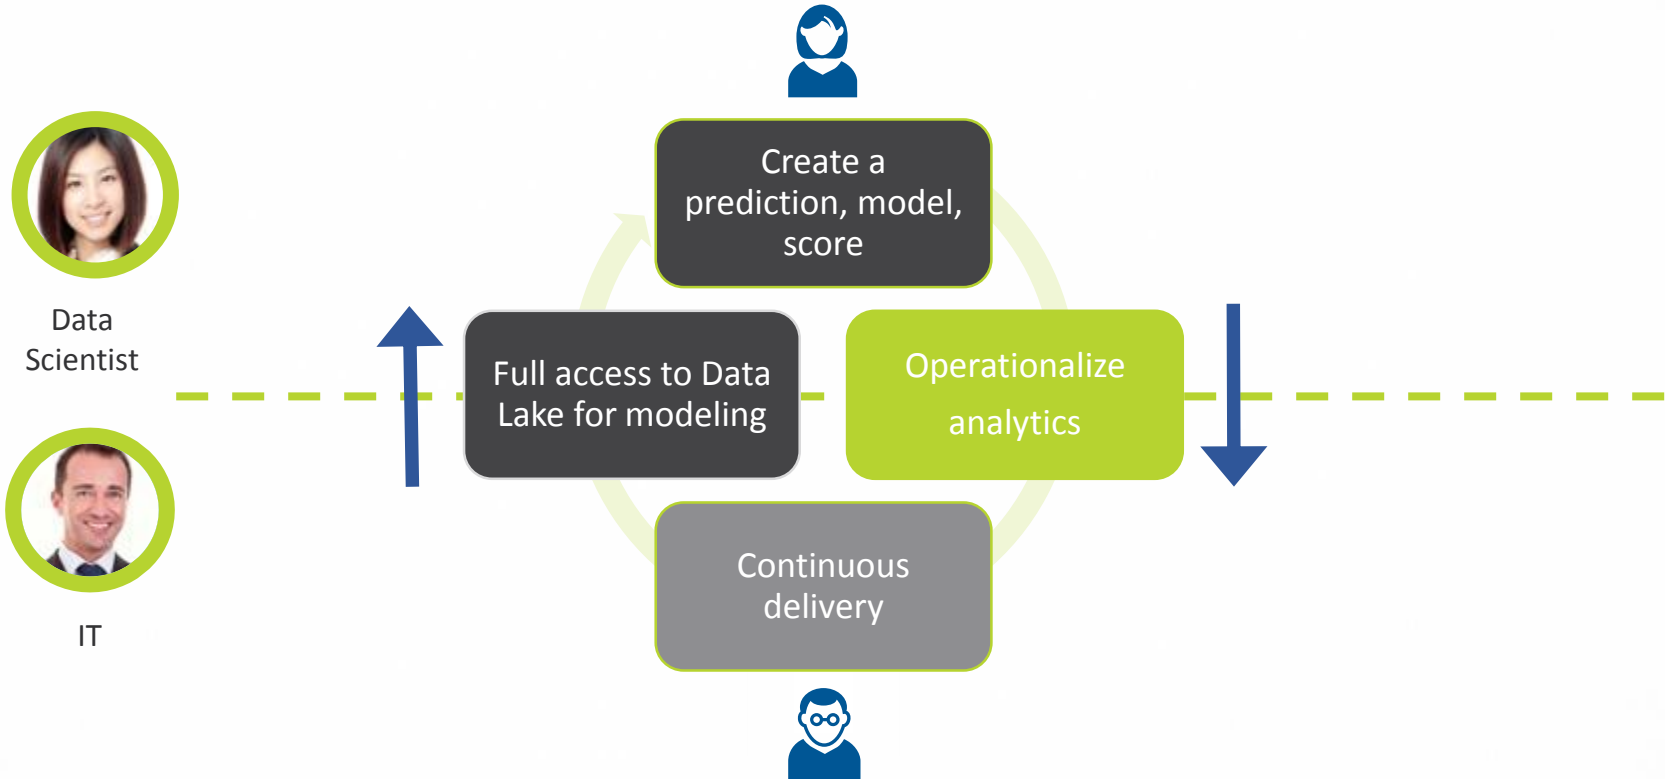 Create a
prediction, model,
score
Data
Scientist
Full access to Data
Lake for modeling
Operationalize
analytics
Continuous
delivery
IT